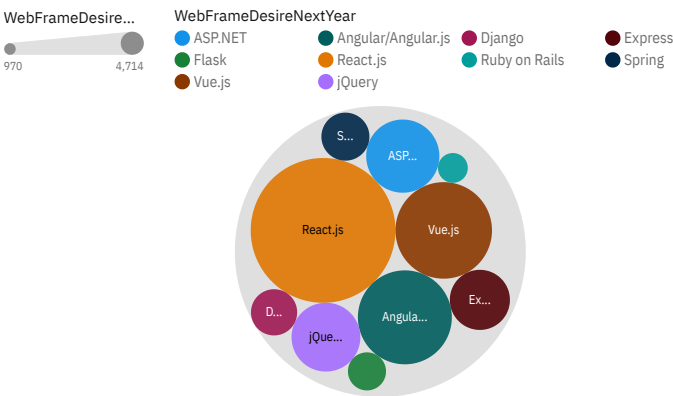 WebFrameDesire...
970 4,714
WebFrameDesireNextYear
ASP.NET Angular/Angular.js Django Express
Flask React.js Ruby on Rails Spring
Vue.js jQuery
S...
ASP...
React.js
Vue.js
Ex...
D...
Angula...
jQue...